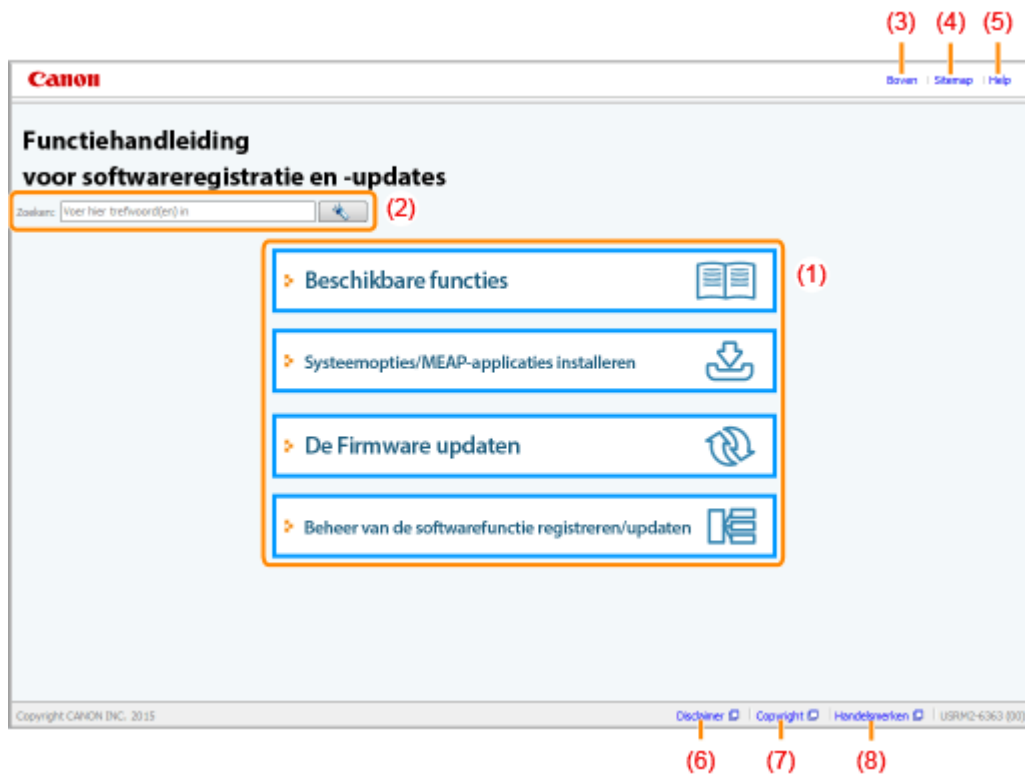 (3) (4) (5)
Canon
Boven Sitemap Help
Functiehandleiding
voor softwareregistratie en -updates
Zoeken: Voer hier trefwoord(en) in (2)
(1)
Beschikbare functies
Systeemopties/MEAP-applicaties installeren
De Firmware updaten
Beheer van de softwarefunctie registreren/updaten
Copyright CANON INC. 2015 Disclaimer Copyright Handelsmerken USRM2-6363 (00)
(6) (7) (8)